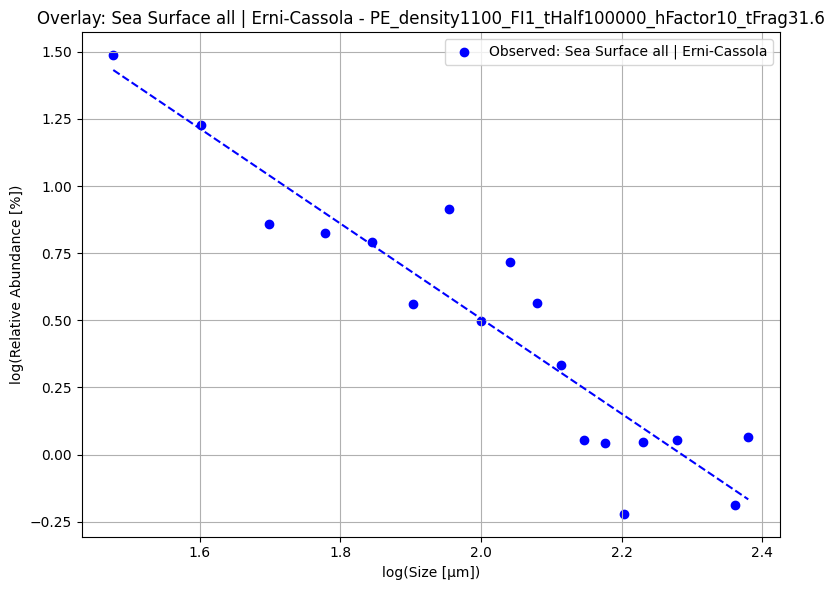 Overlay: Sea Surface all | Erni-Cassola - PE_density1100_FI1_tHalf100000_hFactor10_tFrag31.6
Observed: Sea Surface all | Erni-Cassola
log(Relative Abundance [%])
1.50
1.25
1.00
0.75
0.50
0.25
0.00
−0.25
1.6 1.8 2.0 2.2 2.4
log(Size [µm])